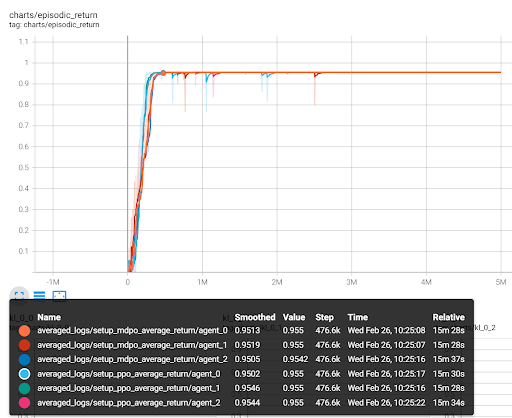 charts/episodic_return
tag: charts/episodic_return
1.1
1
0.9
0.8
0.7
0.6
0.5
0.4
0.3
0.2
0.1
-1M 0 1M 2M 3M 4M 5M
Name Smoothed Value Step Time Relative
averaged_logs/setup_mdpo_average_return/agent_0 0.9513 0.955 476.6k Wed Feb 26, 10:25:08 15m 28s
averaged_logs/setup_mdpo_average_return/agent_1 0.9519 0.955 476.6k Wed Feb 26, 10:25:07 15m 28s
averaged_logs/setup_mdpo_average_return/agent_2 0.9505 0.9542 476.6k Wed Feb 26, 10:25:16 15m 37s
averaged_logs/setup_ppo_average_return/agent_0 0.9502 0.955 476.6k Wed Feb 26, 10:25:17 15m 30s
averaged_logs/setup_ppo_average_return/agent_1 0.9546 0.955 476.6k Wed Feb 26, 10:25:16 15m 28s
averaged_logs/setup_ppo_average_return/agent_2 0.9544 0.955 476.6k Wed Feb 26, 10:25:22 15m 34s